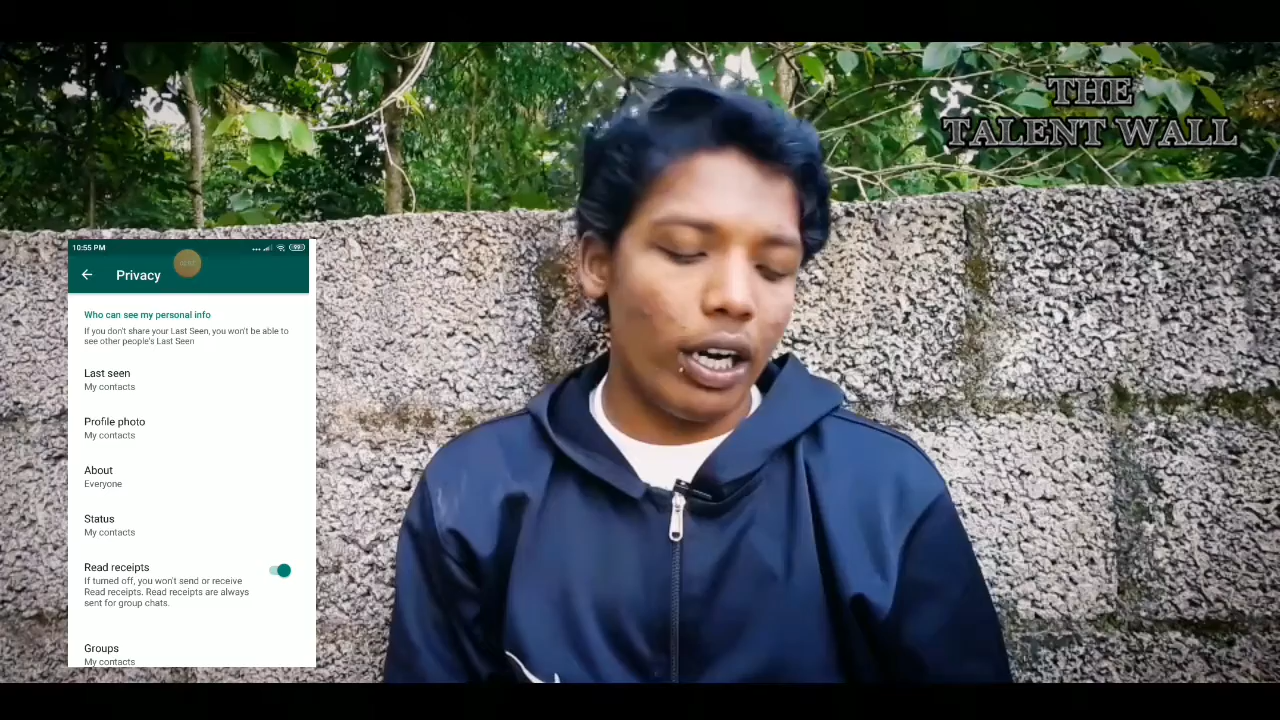 THE
TALENT WALL
10:55 PM
Privacy
Who can see my personal info
If you don't share your Last Seen, you won't be able to
see other people's Last Seen
Last seen
My contacts
Profile photo
My contacts
About
Everyone
Status
My contacts
Read receipts
If turned off, you won't send or receive
Read receipts. Read receipts are always
sent for group chats.
Groups
My contacts